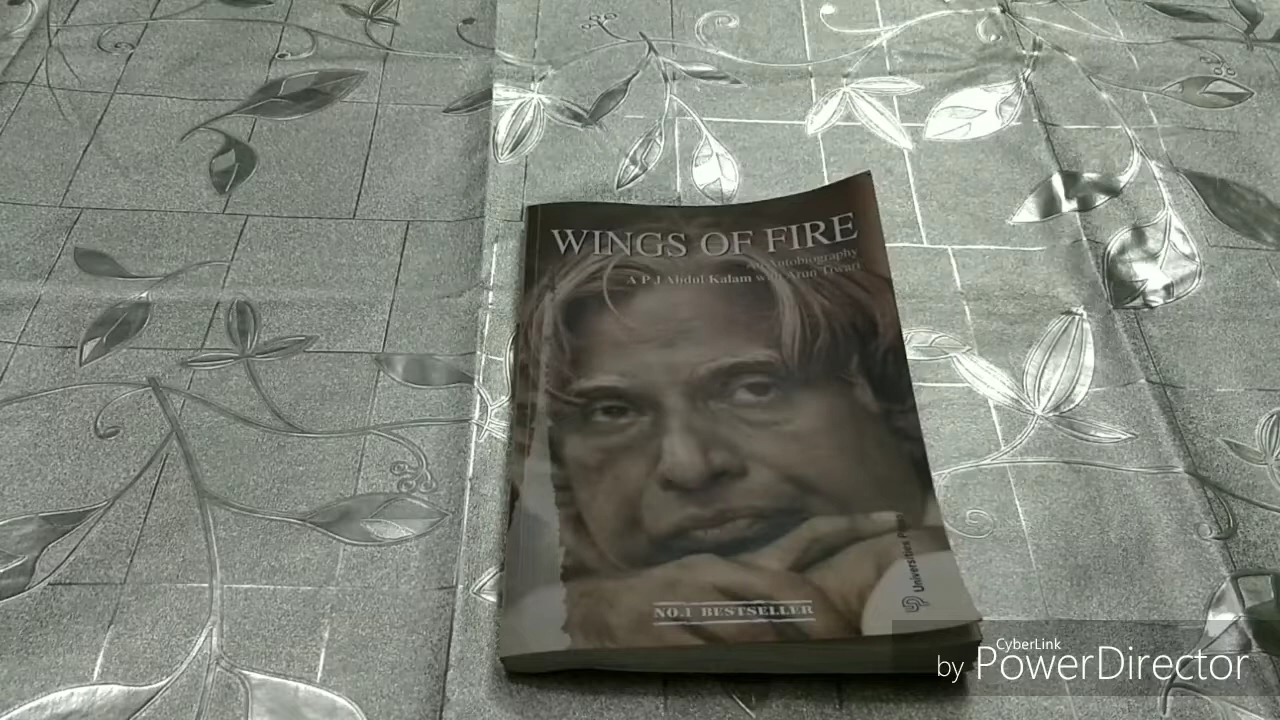 WINGS OF FIRE
An Autobiography
A P J Abdul Kalam with Arun Tiwari
Universities Press
NO.1 BESTSELLER
CyberLink
by PowerDirector